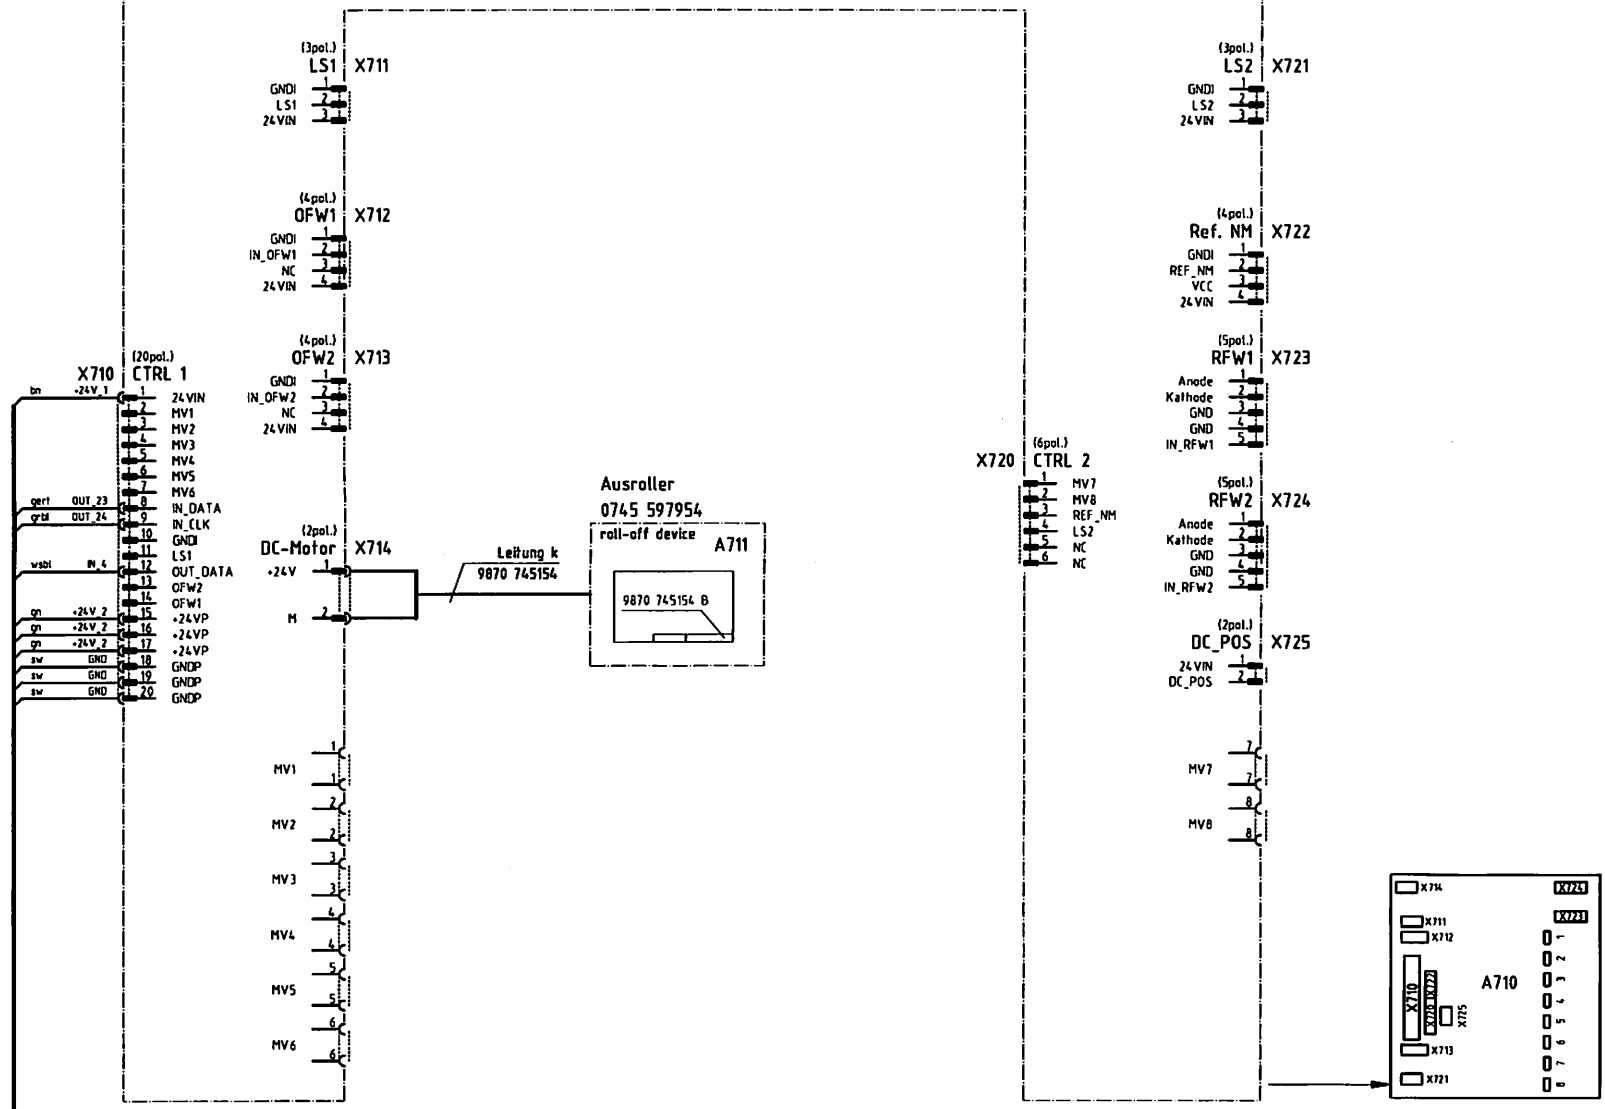 (3pol.)
LS1 X711
GNDI 1
LS1 2
24VIN 3
(4pol.)
OFW1 X712
GNDI 1
IN_OFW1 2
NC 3
24VIN 4
(4pol.)
OFW2 X713
GNDI 1
IN_OFW2 2
NC 3
24VIN 4
(20pol.)
X710 CTRL 1
bn +24V_1 1 24VIN
2 MV1
3 MV2
4 MV3
5 MV4
6 MV5
7 MV6
gert OUT_23 8 IN_DATA
grbl OUT_24 9 IN_CLK
10 GNDI
11 LS1
wsbl IN_4 12 OUT_DATA
13 OFW2
14 OFW1
gn +24V_2 15 +24VP
gn +24V_2 16 +24VP
gn +24V_2 17 +24VP
sw GND 18 GNDP
sw GND 19 GNDP
sw GND 20 GNDP
(2pol.)
DC-Motor X714
+24V 1
M 2
Leitung k
9870 745154
Ausroller
0745 597954
roll-off device
A711
9870 745154 B
MV1 1
1
MV2 2
2
MV3 3
3
MV4 4
4
MV5 5
5
MV6 6
6
(6pol.)
X720 CTRL 2
1 MV7
2 MV8
3 REF_NM
4 LS2
5 NC
6 NC
(3pol.)
LS2 X721
GNDI 1
LS2 2
24VIN 3
(4pol.)
Ref. NM X722
GNDI 1
REF_NM 2
VCC 3
24VIN 4
(5pol.)
RFW1 X723
Anode 1
Kathode 2
GND 3
GND 4
IN_RFW1 5
(5pol.)
RFW2 X724
Anode 1
Kathode 2
GND 3
GND 4
IN_RFW2 5
(2pol.)
DC_POS X725
24VIN 1
DC_POS 2
MV7 7
7
MV8 8
8
X714 X724
X723
X711
X712
X710
X720
X722
X725
A710
X713
X721
1
2
3
4
5
6
7
8